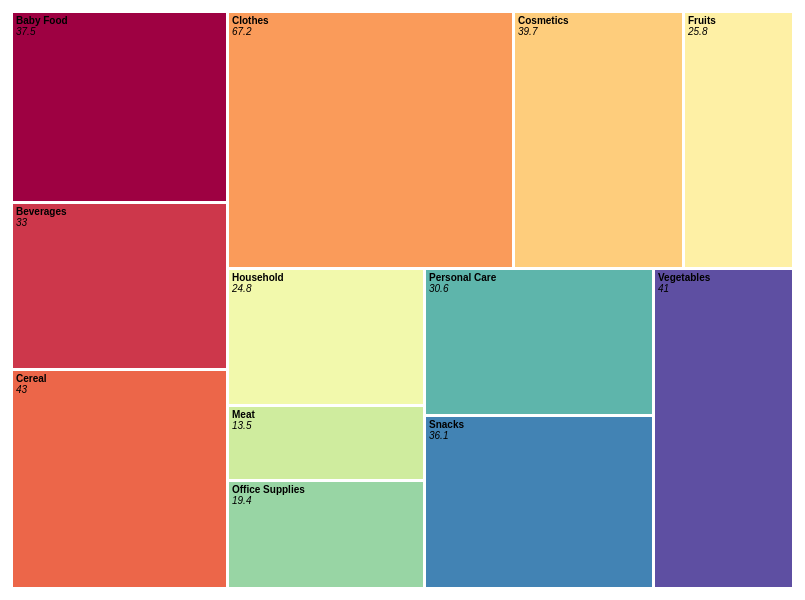 Baby Food
37.5
Beverages
33
Cereal
43
Clothes
67.2
Cosmetics
39.7
Fruits
25.8
Household
24.8
Meat
13.5
Office Supplies
19.4
Personal Care
30.6
Snacks
36.1
Vegetables
41